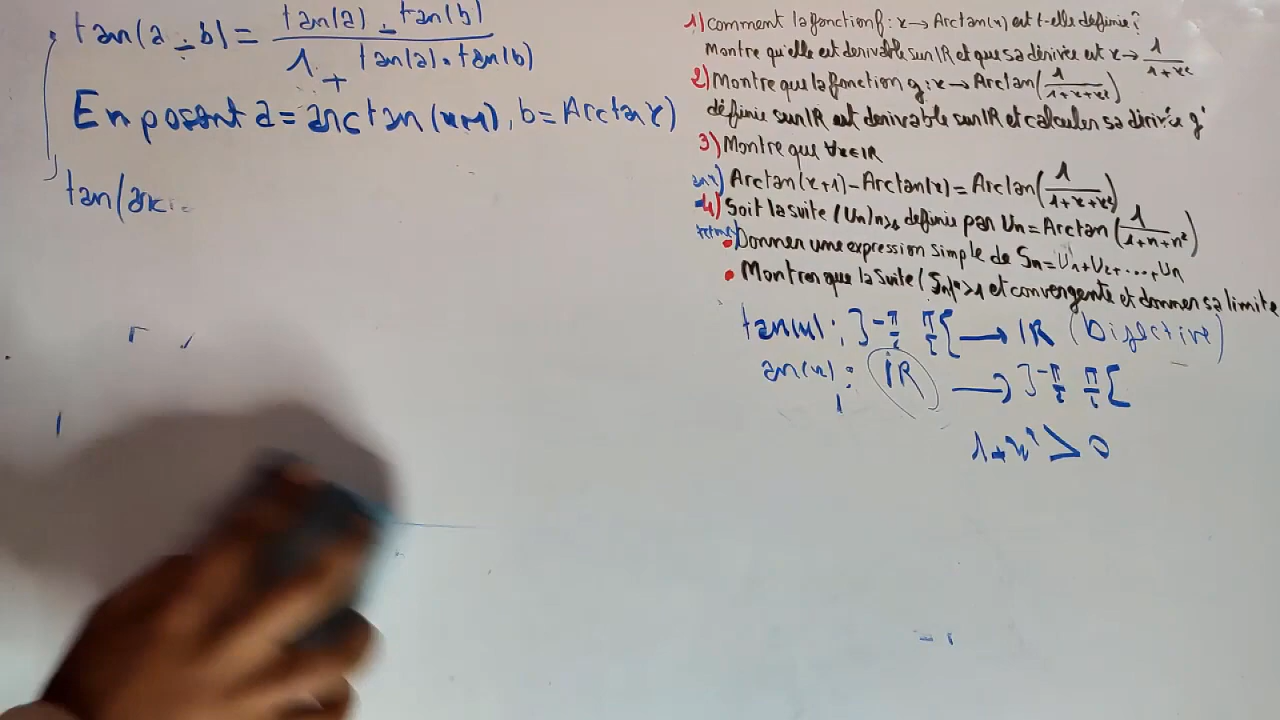 tan(a - b) = tan(a) - tan(b) / 1 + tan(a) • tan(b)
En posant a = arctan(x+1), b = Arctan x)
tan(
1) Comment la fonction f: x → Arctan(x) est t-elle définie?
Montre qu'elle est derivable sur IR et que sa dérivée est x → 1 / 1+x²
2) Montre que la fonction g: x → Arctan(1 / 1+x+x²)
définie sur IR est derivable sur IR et calculer sa dérivée g'
3) Montre que ∀x∈IR
Arctan(x+1) - Arctan(x) = Arctan(1 / 1+x+x²)
4) Soit la suite (Un)n≥1 définie par Un = Arctan(1 / 1+n+n²)
• Donner une expression simple de Sn = U1 + U2 + ..., Un
• Montrer que la suite (Sn)n≥1 et convergente et donner sa limite
tan(x) : ]-π/2 π/2[ → IR (Bijective)
an(x) : IR → ]-π/2 π/2[
1+x² > 0